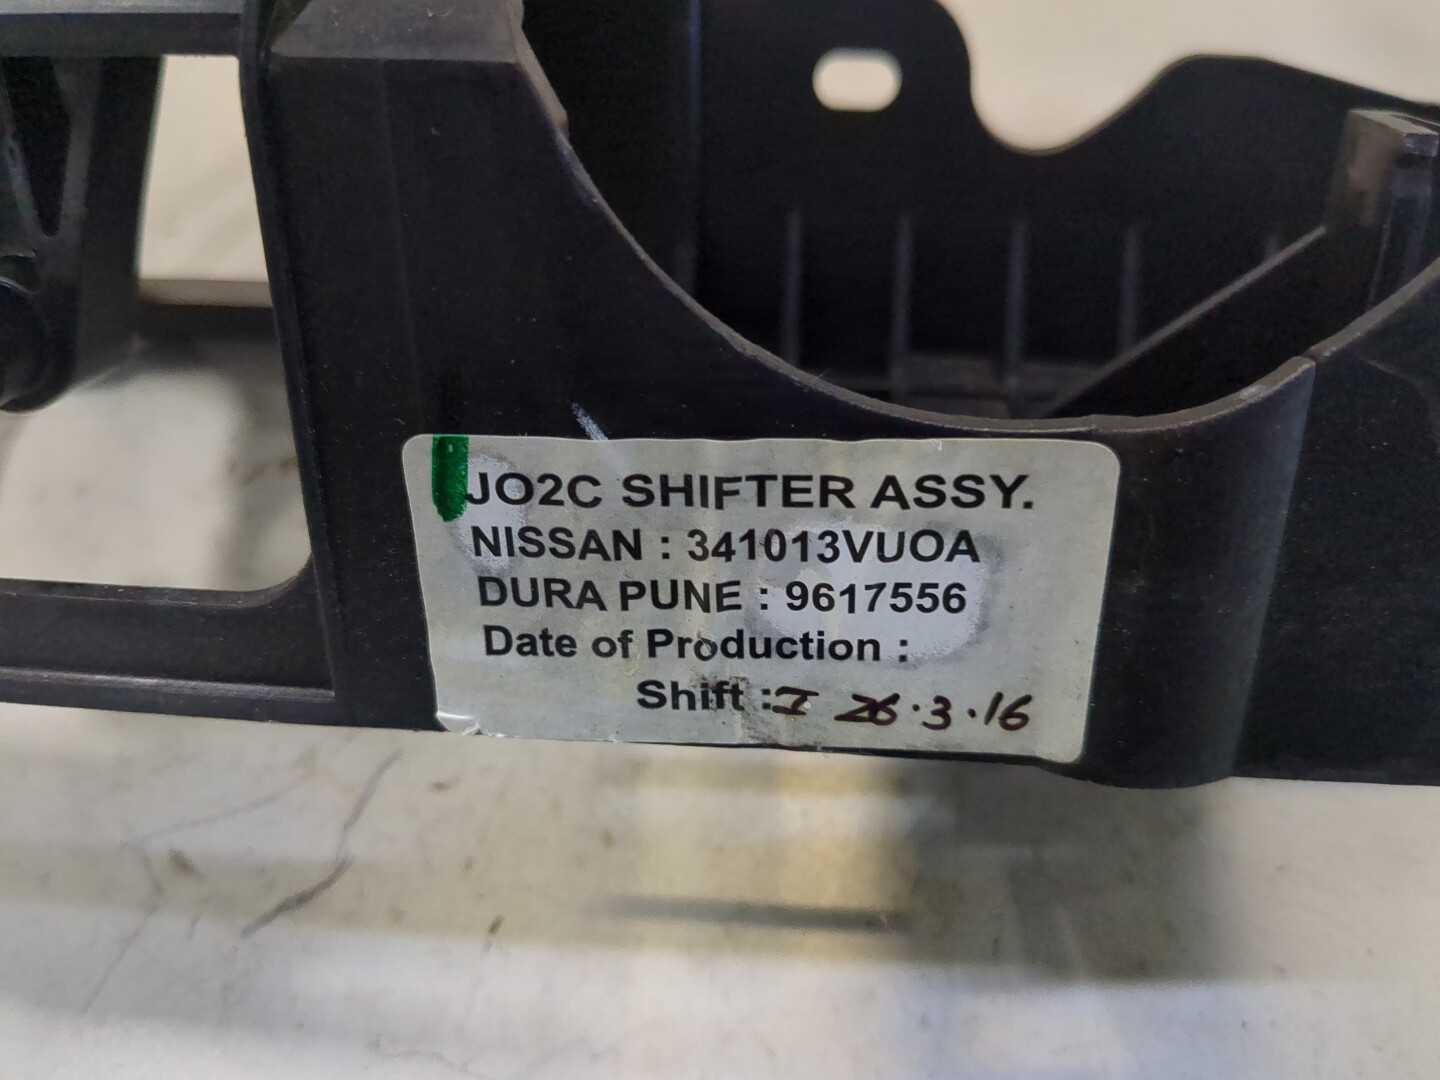 JO2C SHIFTER ASSY.
NISSAN : 341013VUOA
DURA PUNE : 9617556
Date of Production :
Shift : I 26.3.16